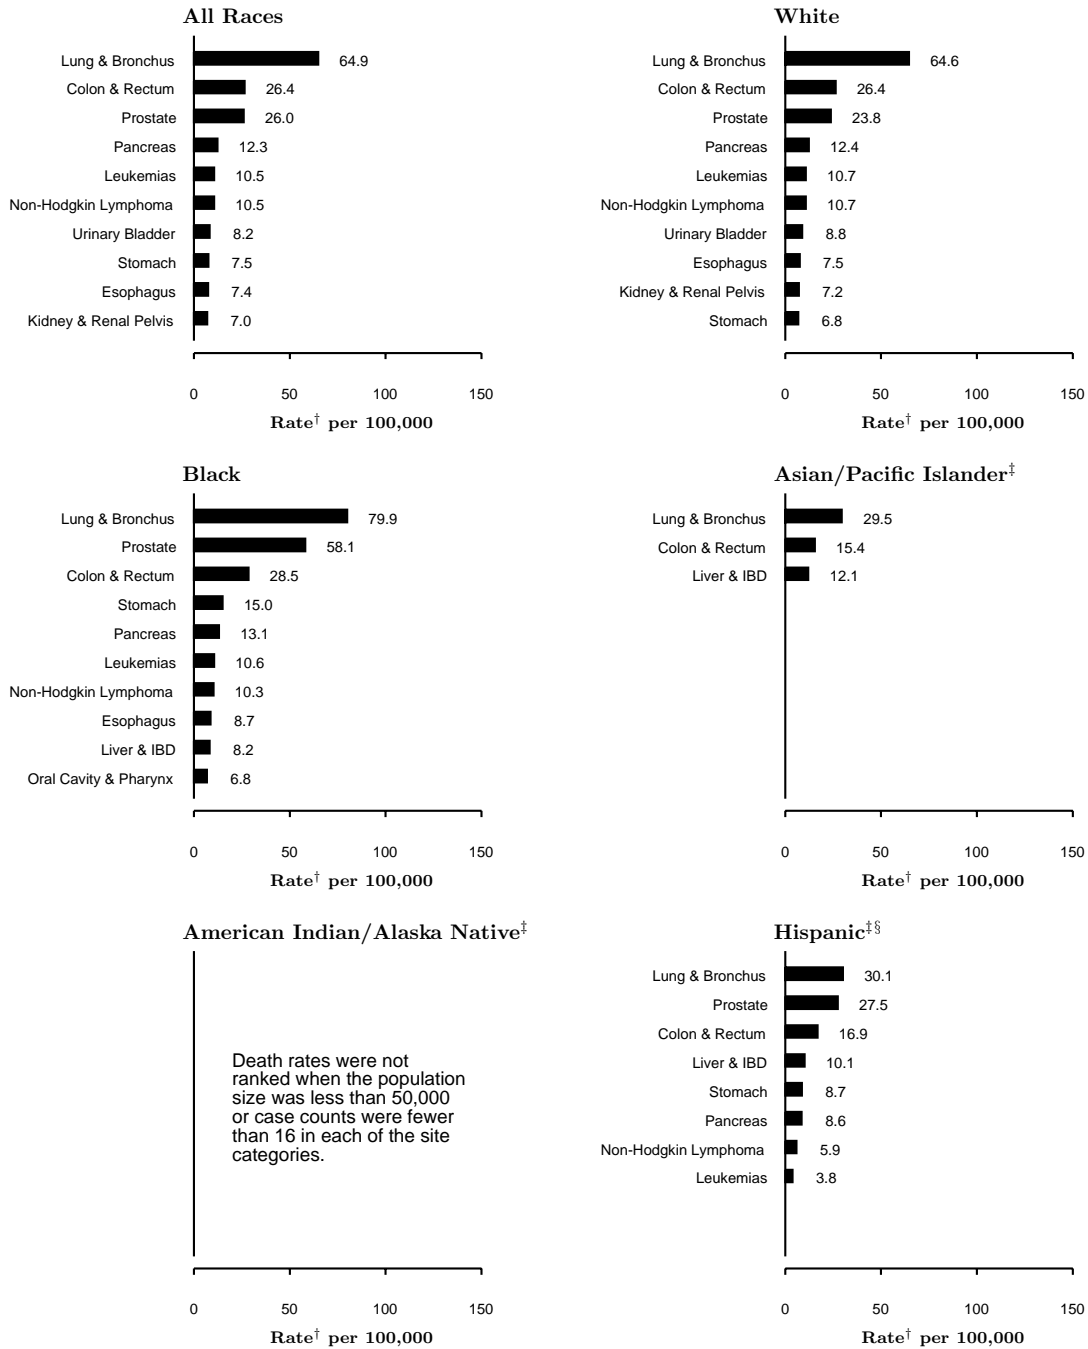 All Races
Lung & Bronchus 64.9
Colon & Rectum 26.4
Prostate 26.0
Pancreas 12.3
Leukemias 10.5
Non-Hodgkin Lymphoma 10.5
Urinary Bladder 8.2
Stomach 7.5
Esophagus 7.4
Kidney & Renal Pelvis 7.0
0 50 100 150
Rate† per 100,000
White
Lung & Bronchus 64.6
Colon & Rectum 26.4
Prostate 23.8
Pancreas 12.4
Leukemias 10.7
Non-Hodgkin Lymphoma 10.7
Urinary Bladder 8.8
Esophagus 7.5
Kidney & Renal Pelvis 7.2
Stomach 6.8
0 50 100 150
Rate† per 100,000
Black
Lung & Bronchus 79.9
Prostate 58.1
Colon & Rectum 28.5
Stomach 15.0
Pancreas 13.1
Leukemias 10.6
Non-Hodgkin Lymphoma 10.3
Esophagus 8.7
Liver & IBD 8.2
Oral Cavity & Pharynx 6.8
0 50 100 150
Rate† per 100,000
Asian/Pacific Islander‡
Lung & Bronchus 29.5
Colon & Rectum 15.4
Liver & IBD 12.1
0 50 100 150
Rate† per 100,000
American Indian/Alaska Native‡
Death rates were not
ranked when the population
size was less than 50,000
or case counts were fewer
than 16 in each of the site
categories.
0 50 100 150
Rate† per 100,000
Hispanic‡§
Lung & Bronchus 30.1
Prostate 27.5
Colon & Rectum 16.9
Liver & IBD 10.1
Stomach 8.7
Pancreas 8.6
Non-Hodgkin Lymphoma 5.9
Leukemias 3.8
0 50 100 150
Rate† per 100,000